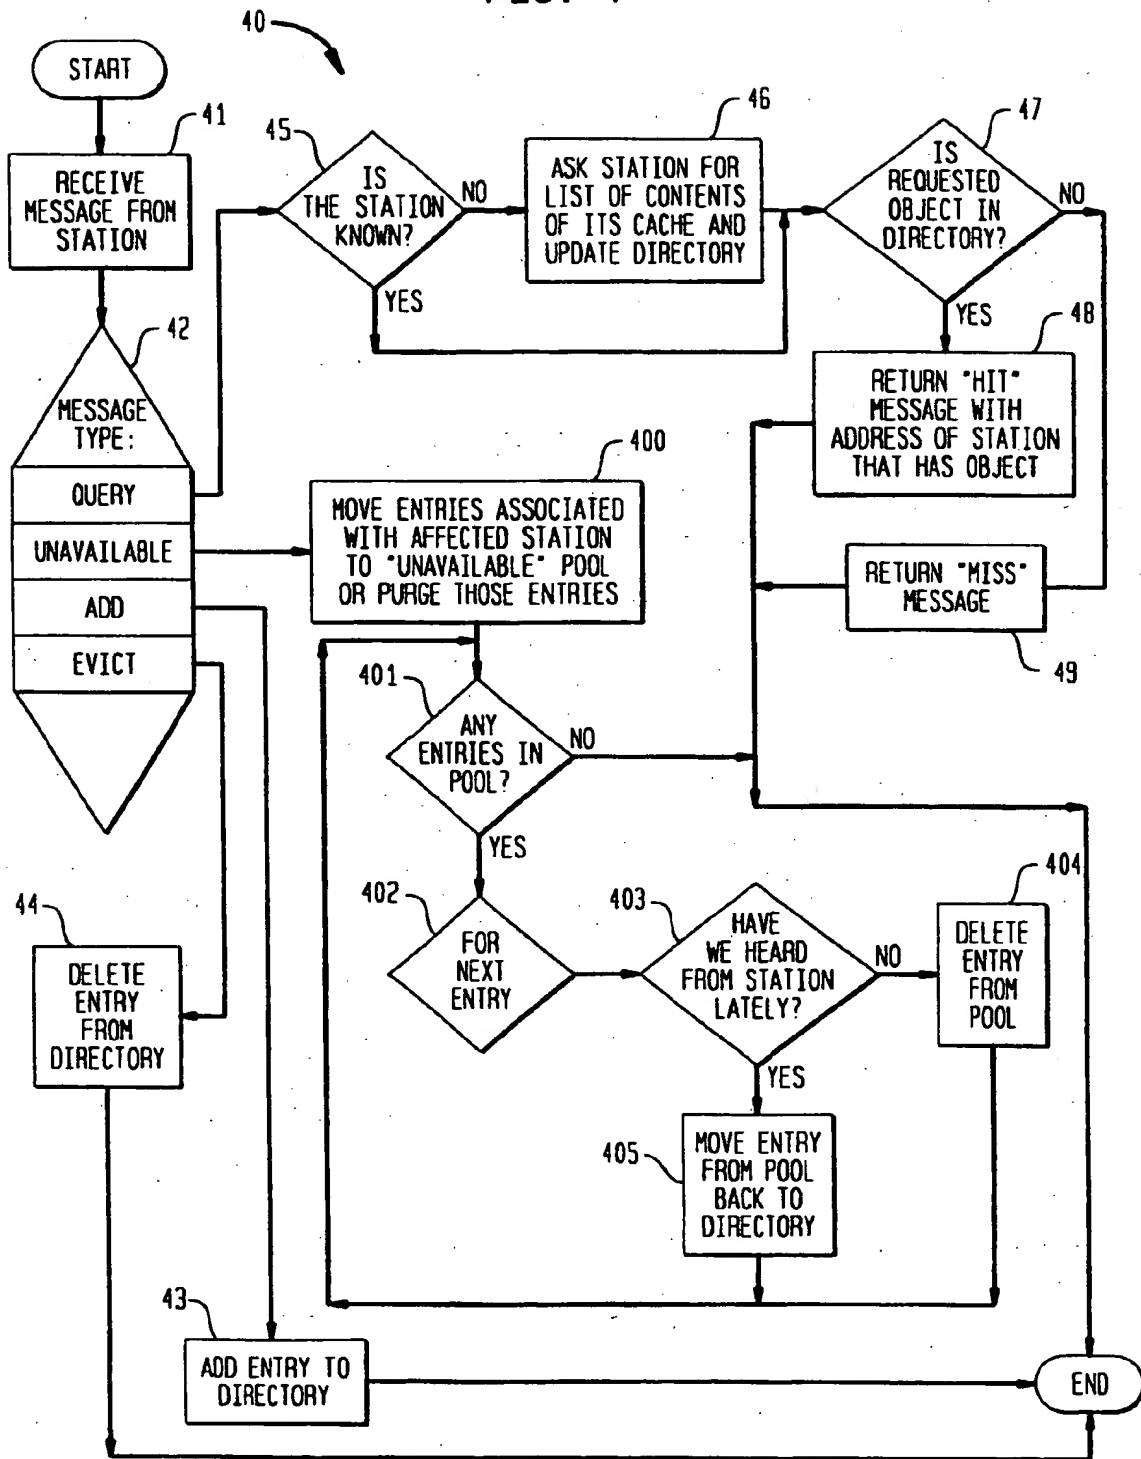 40
START
41
RECEIVE
MESSAGE FROM
STATION
42
MESSAGE
TYPE:
QUERY
UNAVAILABLE
ADD
EVICT
45
IS
THE STATION
KNOWN?
NO
YES
46
ASK STATION FOR
LIST OF CONTENTS
OF ITS CACHE AND
UPDATE DIRECTORY
47
IS
REQUESTED
OBJECT IN
DIRECTORY?
NO
YES
48
RETURN "HIT"
MESSAGE WITH
ADDRESS OF STATION
THAT HAS OBJECT
RETURN "MISS"
MESSAGE
49
400
MOVE ENTRIES ASSOCIATED
WITH AFFECTED STATION
TO "UNAVAILABLE" POOL
OR PURGE THOSE ENTRIES
401
ANY
ENTRIES IN
POOL?
NO
YES
402
FOR
NEXT
ENTRY
403
HAVE
WE HEARD
FROM STATION
LATELY?
NO
YES
404
DELETE
ENTRY
FROM
POOL
405
MOVE ENTRY
FROM POOL
BACK TO
DIRECTORY
44
DELETE
ENTRY
FROM
DIRECTORY
43
ADD ENTRY TO
DIRECTORY
END